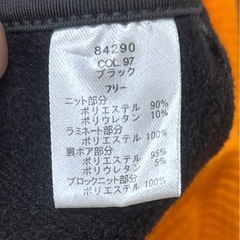 84290
COL.97
ブラック
フリー
ニット部分
ポリエステル 90%
ポリウレタン 10%
ラミネート部分
ポリエステル 100%
裏ボア部分
ポリエステル 95%
ポリウレタン 5%
ブロックニット部分
ポリエステル 100%